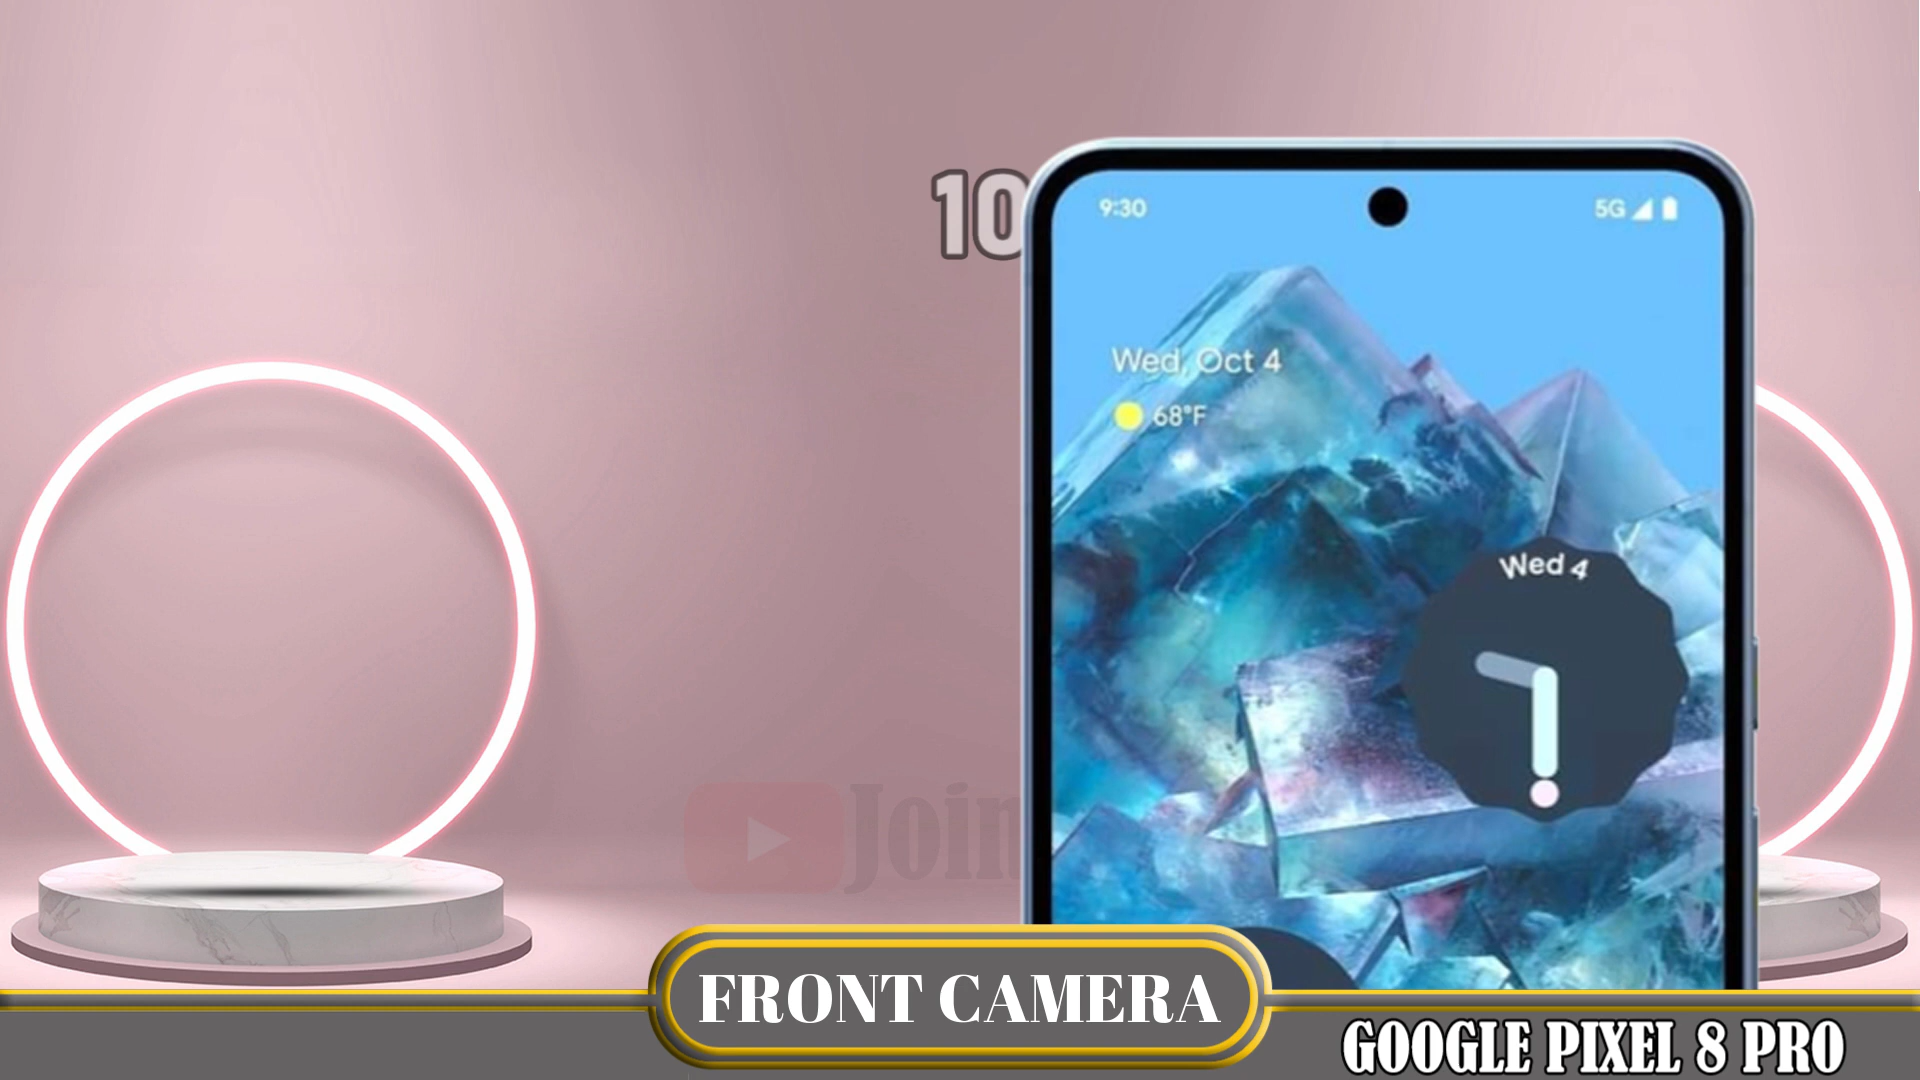 10
9:30
5G
Wed, Oct 4
68°F
Wed 4
Join
FRONT CAMERA
GOOGLE PIXEL 8 PRO